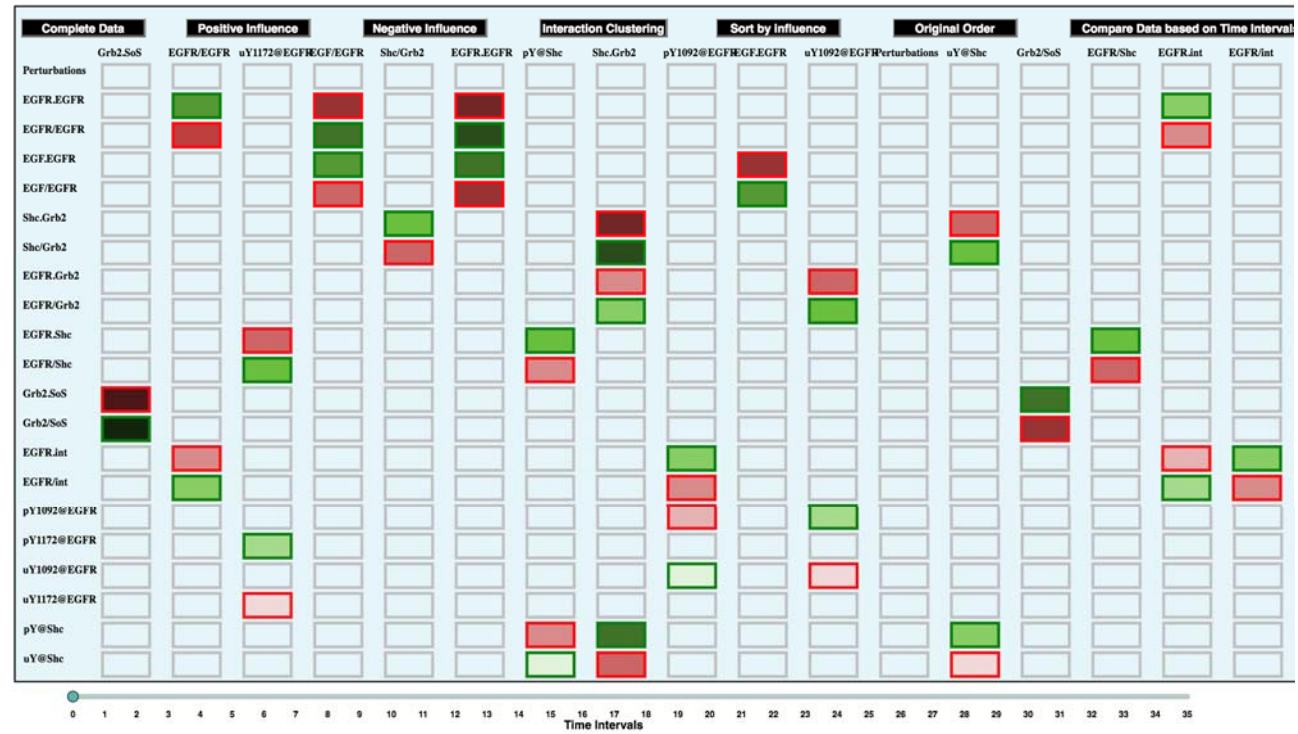 Complete Data Positive Influence Negative Influence Interaction Clustering Sort by Influence Original Order Compare Data based on Time Intervals
Grb2.SoS EGFR/EGFR uY1172@EGFR EGF/EGFR Shc/Grb2 EGFR.EGFR pY@Shc Shc.Grb2 pY1092@EGFR EGF.EGFR uY1092@EGFR Perturbations uY@Shc Grb2/SoS EGFR/Shc EGFR.int EGFR/int
Perturbations
EGFR.EGFR
EGFR/EGFR
EGF.EGFR
EGF/EGFR
Shc.Grb2
Shc/Grb2
EGFR.Grb2
EGFR/Grb2
EGFR.Shc
EGFR/Shc
Grb2.SoS
Grb2/SoS
EGFR.int
EGFR/int
pY1092@EGFR
pY1172@EGFR
uY1092@EGFR
uY1172@EGFR
pY@Shc
uY@Shc
0 1 2 3 4 5 6 7 8 9 10 11 12 13 14 15 16 17 18 19 20 21 22 23 24 25 26 27 28 29 30 31 32 33 34 35
Time Intervals